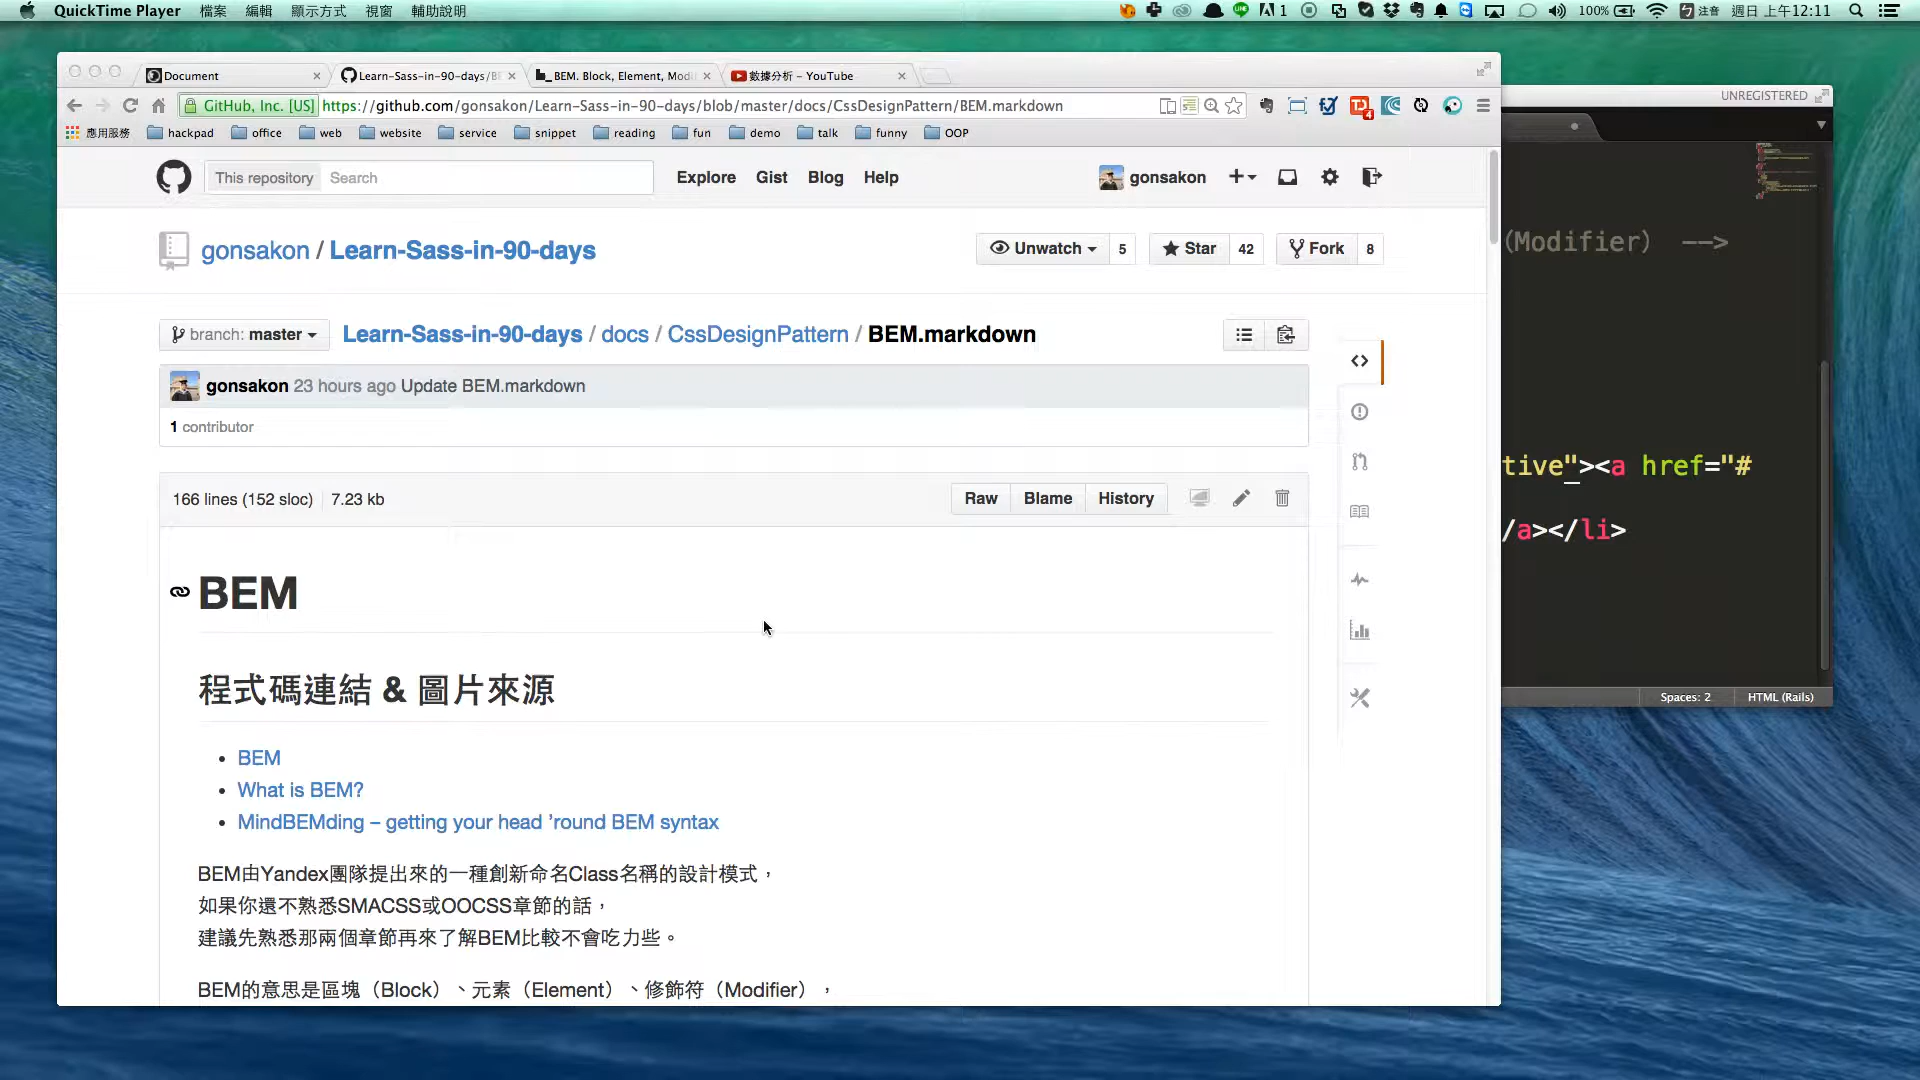 QuickTime Player 檔案 編輯 顯示方式 視窗 輔助說明 1 100% 注音 週日 上午12:11
Document Learn-Sass-in-90-days/BE BEM. Block, Element, Modi 數據分析 - YouTube
GitHub, Inc. [US] https://github.com/gonsakon/Learn-Sass-in-90-days/blob/master/docs/CssDesignPattern/BEM.markdown
應用服務 hackpad office web website service snippet reading fun demo talk funny OOP
This repository Search Explore Gist Blog Help gonsakon
gonsakon / Learn-Sass-in-90-days Unwatch 5 Star 42 Fork 8
branch: master Learn-Sass-in-90-days / docs / CssDesignPattern / BEM.markdown
gonsakon 23 hours ago Update BEM.markdown
1 contributor
166 lines (152 sloc) 7.23 kb Raw Blame History
BEM
程式碼連結 & 圖片來源
BEM
What is BEM?
MindBEMding – getting your head ’round BEM syntax
BEM由Yandex團隊提出來的一種創新命名Class名稱的設計模式，
如果你還不熟悉SMACSS或OOCSS章節的話，
建議先熟悉那兩個章節再來了解BEM比較不會吃力些。
BEM的意思是區塊（Block）、元素（Element）、修飾符（Modifier），
UNREGISTERED
(Modifier) -->
tive"><a href="#
/a></li>
Spaces: 2 HTML (Rails)